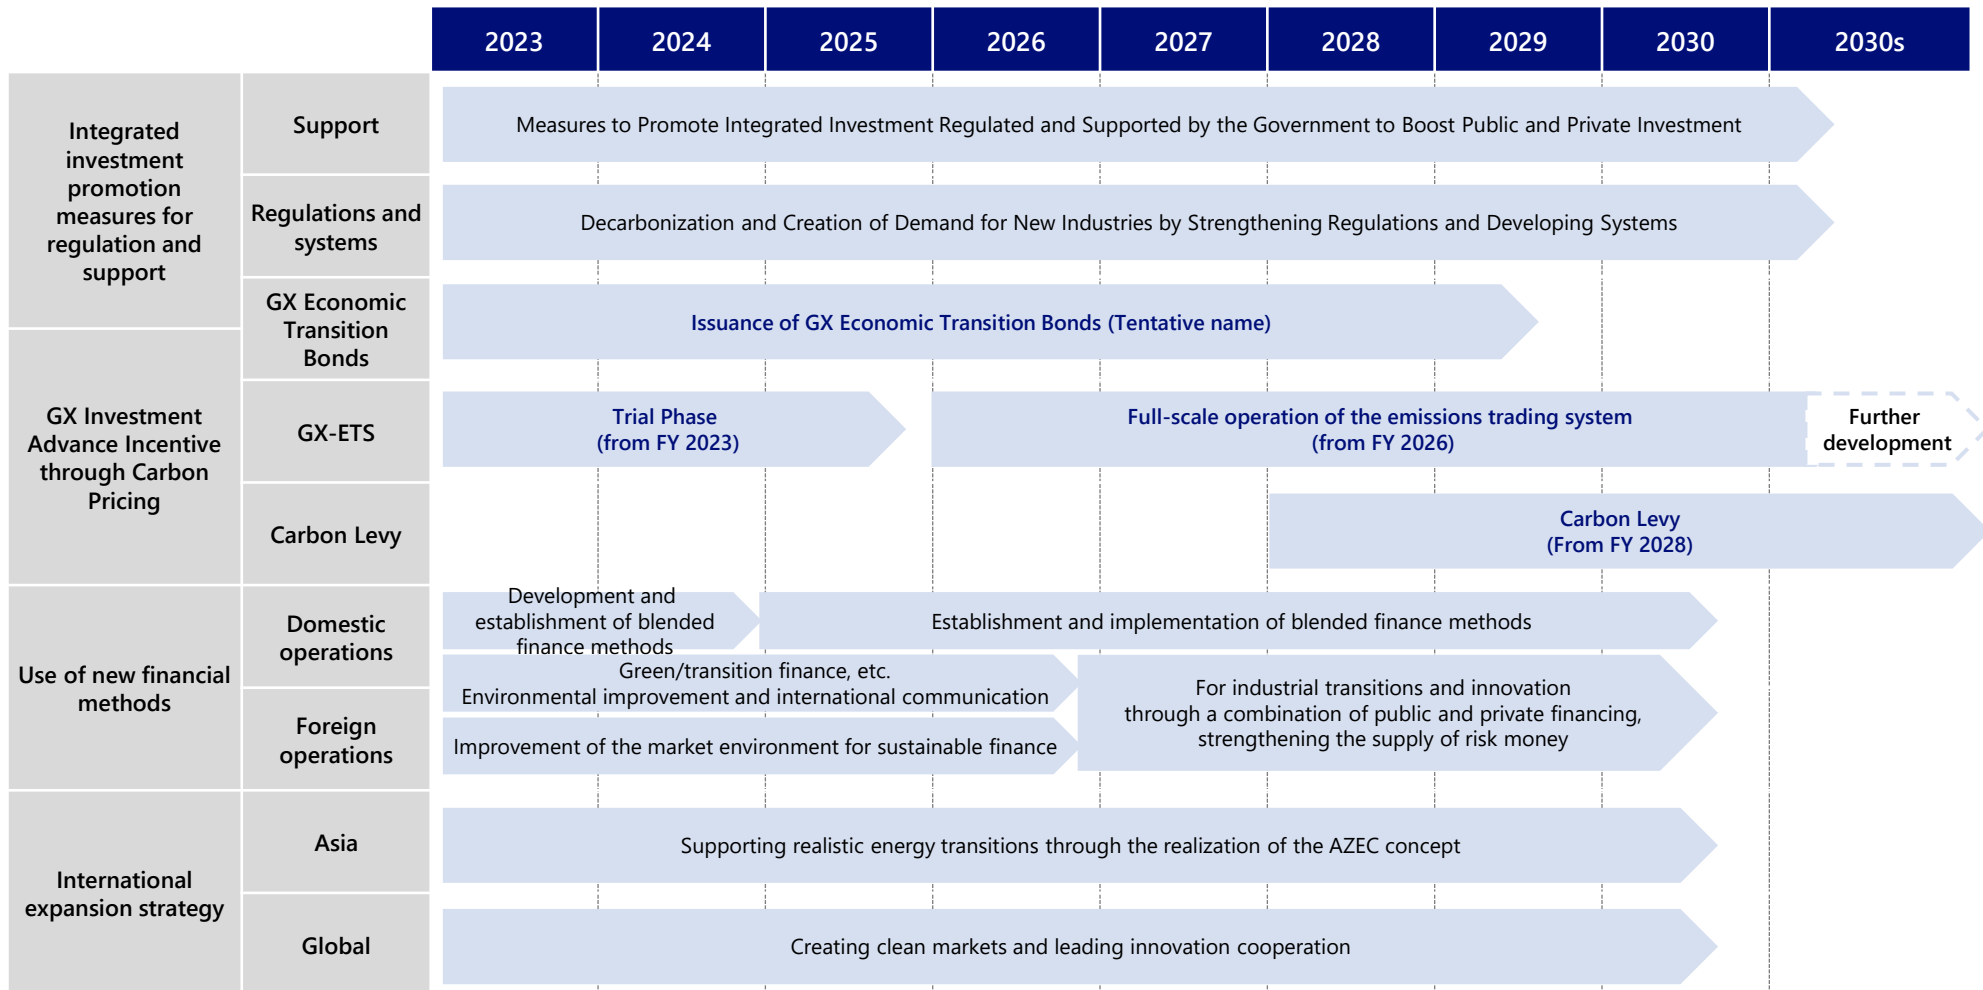 2023
2024
2025
2026
2027
2028
2029
2030
2030s
Integrated
investment
promotion
measures for
regulation and
support
Support
Measures to Promote Integrated Investment Regulated and Supported by the Government to Boost Public and Private Investment
Regulations and
systems
Decarbonization and Creation of Demand for New Industries by Strengthening Regulations and Developing Systems
GX Economic
Transition
Bonds
Issuance of GX Economic Transition Bonds (Tentative name)
GX Investment
Advance Incentive
through Carbon
Pricing
GX-ETS
Trial Phase
(from FY 2023)
Full-scale operation of the emissions trading system
(from FY 2026)
Further
development
Carbon Levy
Carbon Levy
(From FY 2028)
Use of new financial
methods
Domestic
operations
Development and
establishment of blended
finance methods
Establishment and implementation of blended finance methods
Green/transition finance, etc.
Environmental improvement and international communication
For industrial transitions and innovation
through a combination of public and private financing,
strengthening the supply of risk money
Foreign
operations
Improvement of the market environment for sustainable finance
International
expansion strategy
Asia
Supporting realistic energy transitions through the realization of the AZEC concept
Global
Creating clean markets and leading innovation cooperation